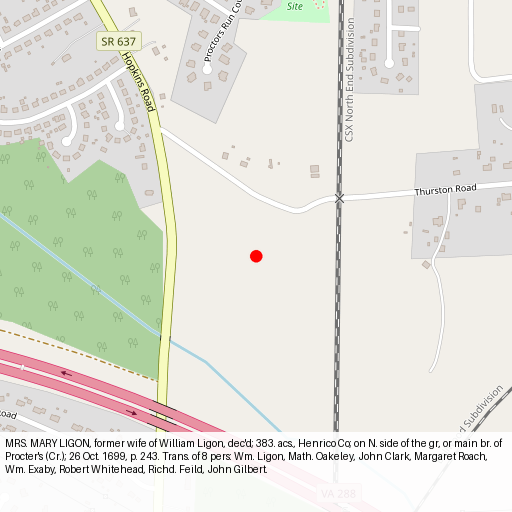 Site
SR 637
Proctors Run Cou
Hopkins Road
CSX North End Subdivision
Thurston Road
oad
d Subdivision
MRS. MARY LIGON, former wife of William Ligon, dec'd; 383. acs., Henrico Co; on N. side of the gr, or main br. of
Procter's (Cr.); 26 Oct. 1699, p. 243. Trans. of 8 pers: Wm. Ligon, Math. Oakeley, John Clark, Margaret Roach,
Wm. Exaby, Robert Whitehead, Richd. Feild, John Gilbert.
VA 288